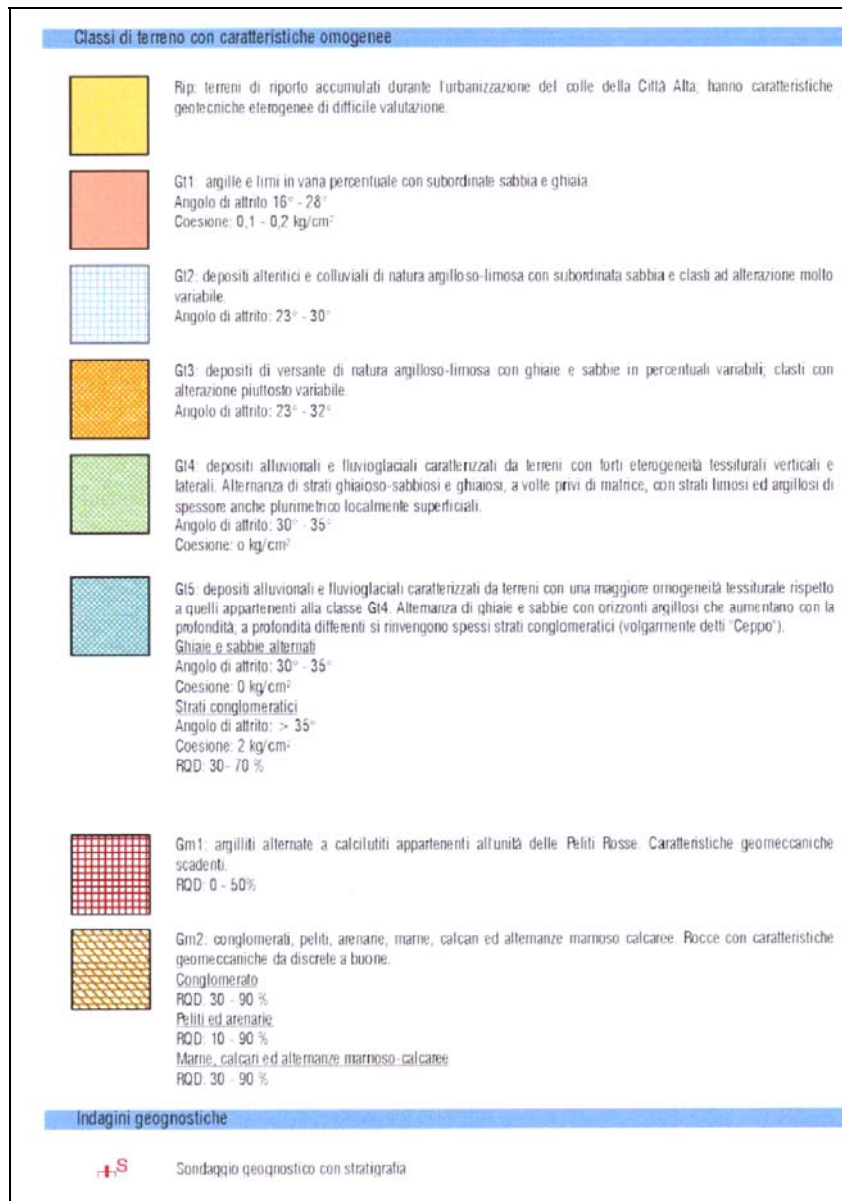 Classi di terreno con caratteristiche omogenee
Rip: terreni di riporto accumulati durante l'urbanizzazione del colle della Città Alta; hanno caratteristiche
geotecniche eterogenee di difficile valutazione.
Gt1: argille e limi in varia percentuale con subordinate sabbia e ghiaia
Angolo di attrito 16° - 28°
Coesione: 0,1 - 0,2 kg/cm²
Gt2: depositi alteritici e colluviali di natura argilloso-limosa con subordinata sabbia e clasti ad alterazione molto
variabile.
Angolo di attrito: 23° - 30°
Gt3: depositi di versante di natura argilloso-limosa con ghiaie e sabbie in percentuali variabili; clasti con
alterazione piuttosto variabile.
Angolo di attrito: 23° - 32°
Gt4: depositi alluvionali e fluvioglaciali caratterizzati da terreni con forti eterogeneità tessiturali verticali e
laterali. Alternanza di strati ghiaioso-sabbiosi e ghiaiosi, a volte privi di matrice, con strati limosi ed argillosi di
spessore anche plurimetrico localmente superficiali.
Angolo di attrito: 30° - 35°
Coesione: o kg/cm²
Gt5: depositi alluvionali e fluvioglaciali caratterizzati da terreni con una maggiore omogeneità tessiturale rispetto
a quelli appartenenti alla classe Gt4. Alternanza di ghiaie e sabbie con orizzonti argillosi che aumentano con la
profondità; a profondità differenti si rinvengono spessi strati conglomeratici (volgarmente detti "Ceppo").
Ghiaie e sabbie alternati
Angolo di attrito: 30° - 35°
Coesione: 0 kg/cm²
Strati conglomeratici
Angolo di attrito: > 35°
Coesione: 2 kg/cm²
RQD: 30- 70 %
Gm1: argilliti alternate a calcilutiti appartenenti all'unità delle Peliti Rosse. Caratteristiche geomeccaniche
scadenti.
RQD: 0 - 50%
Gm2: conglomerati, peliti, arenarie, marne, calcari ed alternanze marnoso calcaree. Rocce con caratteristiche
geomeccaniche da discrete a buone.
Conglomerato
RQD: 30 - 90 %
Peliti ed arenarie
RQD: 10 - 90 %
Marne, calcari ed alternanze marnoso-calcaree
RQD: 30 - 90 %
Indagini geognostiche
S Sondaggio geognostico con stratigrafia